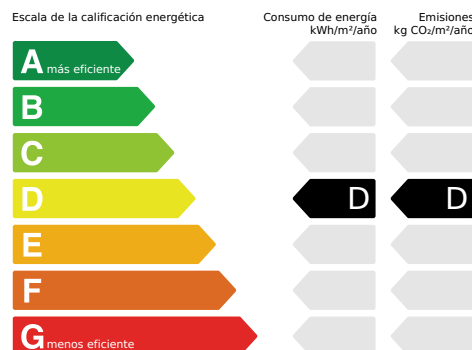 Escala de la calificación energética
Consumo de energía
kWh/m²/año
Emisiones
kg CO₂/m²/año
A más eficiente
B
C
D D D
E
F
G menos eficiente